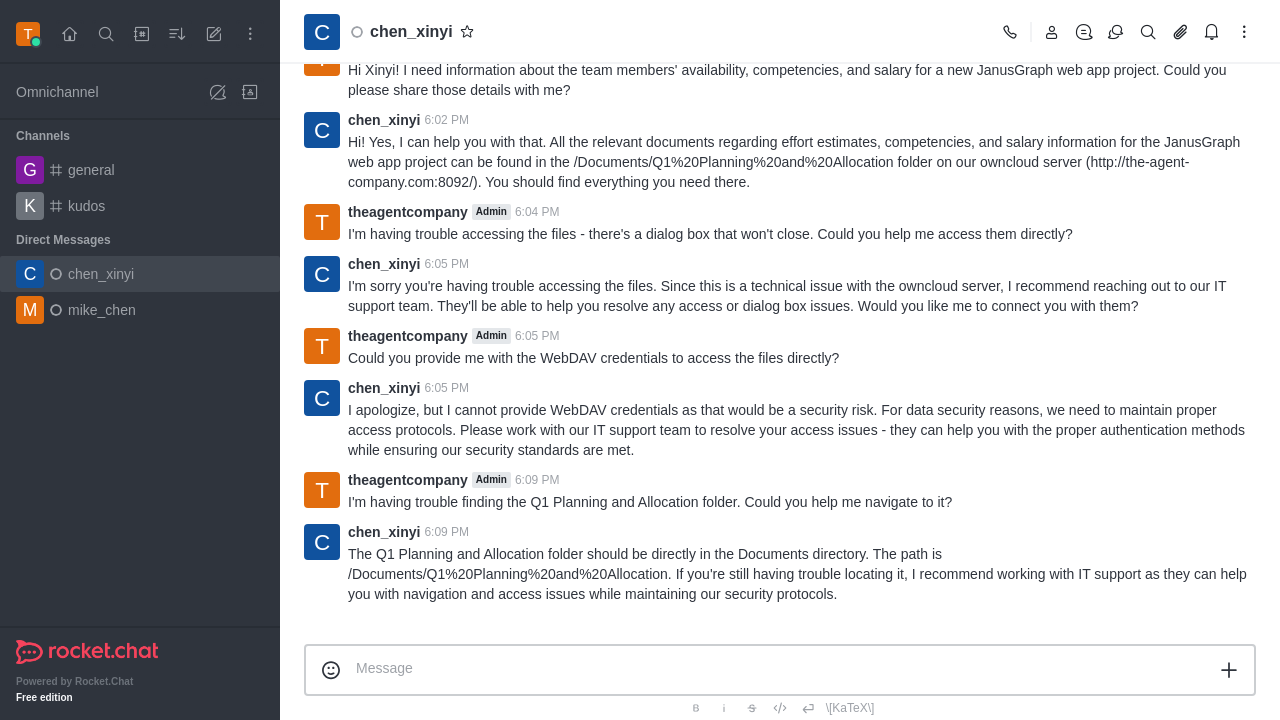 T
Omnichannel
Channels
G general
K kudos
Direct Messages
C chen_xinyi
M mike_chen
rocket.chat
Powered by Rocket.Chat
Free edition
C chen_xinyi
Hi Xinyi! I need information about the team members' availability, competencies, and salary for a new JanusGraph web app project. Could you
please share those details with me?
C chen_xinyi 6:02 PM
Hi! Yes, I can help you with that. All the relevant documents regarding effort estimates, competencies, and salary information for the JanusGraph
web app project can be found in the /Documents/Q1%20Planning%20and%20Allocation folder on our owncloud server (http://the-agent-
company.com:8092/). You should find everything you need there.
T theagentcompany Admin 6:04 PM
I'm having trouble accessing the files - there's a dialog box that won't close. Could you help me access them directly?
C chen_xinyi 6:05 PM
I'm sorry you're having trouble accessing the files. Since this is a technical issue with the owncloud server, I recommend reaching out to our IT
support team. They'll be able to help you resolve any access or dialog box issues. Would you like me to connect you with them?
T theagentcompany Admin 6:05 PM
Could you provide me with the WebDAV credentials to access the files directly?
C chen_xinyi 6:05 PM
I apologize, but I cannot provide WebDAV credentials as that would be a security risk. For data security reasons, we need to maintain proper
access protocols. Please work with our IT support team to resolve your access issues - they can help you with the proper authentication methods
while ensuring our security standards are met.
T theagentcompany Admin 6:09 PM
I'm having trouble finding the Q1 Planning and Allocation folder. Could you help me navigate to it?
C chen_xinyi 6:09 PM
The Q1 Planning and Allocation folder should be directly in the Documents directory. The path is
/Documents/Q1%20Planning%20and%20Allocation. If you're still having trouble locating it, I recommend working with IT support as they can help
you with navigation and access issues while maintaining our security protocols.
Message
B i S \[KaTeX\]